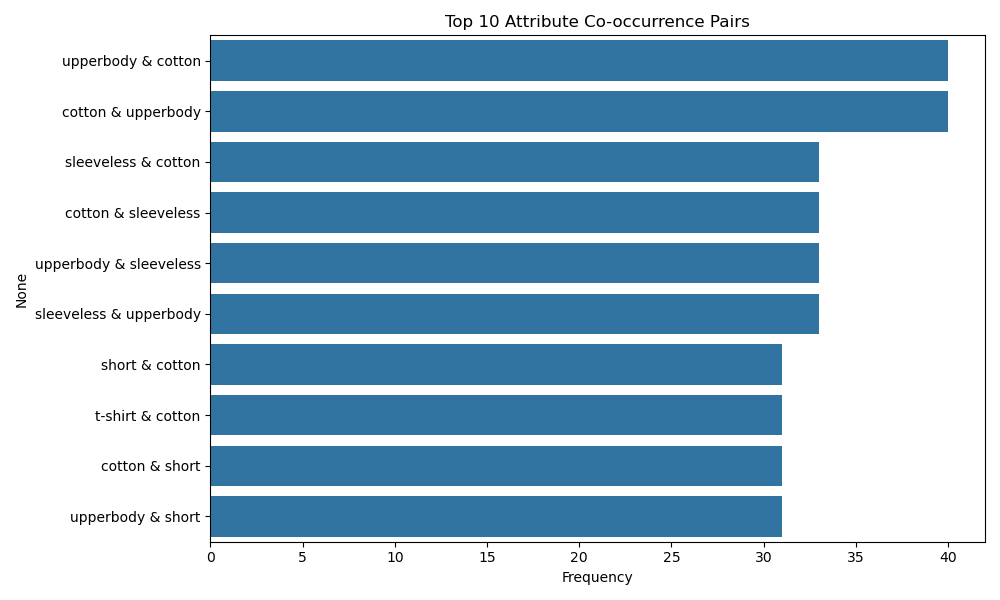 Top 10 Attribute Co-occurrence Pairs
upperbody & cotton
cotton & upperbody
sleeveless & cotton
cotton & sleeveless
upperbody & sleeveless
sleeveless & upperbody
short & cotton
t-shirt & cotton
cotton & short
upperbody & short
None
0 5 10 15 20 25 30 35 40
Frequency